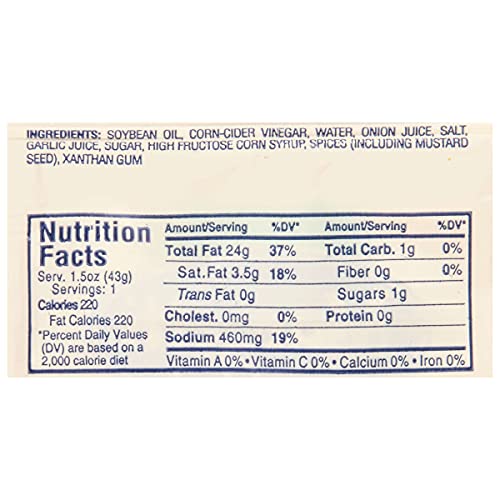 INGREDIENTS: SOYBEAN OIL, CORN-CIDER VINEGAR, WATER, ONION JUICE, SALT,
GARLIC JUICE, SUGAR, HIGH FRUCTOSE CORN SYRUP, SPICES (INCLUDING MUSTARD
SEED), XANTHAN GUM
Nutrition
Facts
Serv. 1.5oz (43g)
Servings: 1
Calories 220
Fat Calories 220
*Percent Daily Values
(DV) are based on a
2,000 calorie diet
Amount/Serving %DV*
Total Fat 24g 37%
Sat.Fat 3.5g 18%
Trans Fat 0g
Cholest. 0mg 0%
Sodium 460mg 19%
Amount/Serving %DV*
Total Carb. 1g 0%
Fiber 0g 0%
Sugars 1g
Protein 0g
Vitamin A 0% • Vitamin C 0% • Calcium 0% • Iron 0%